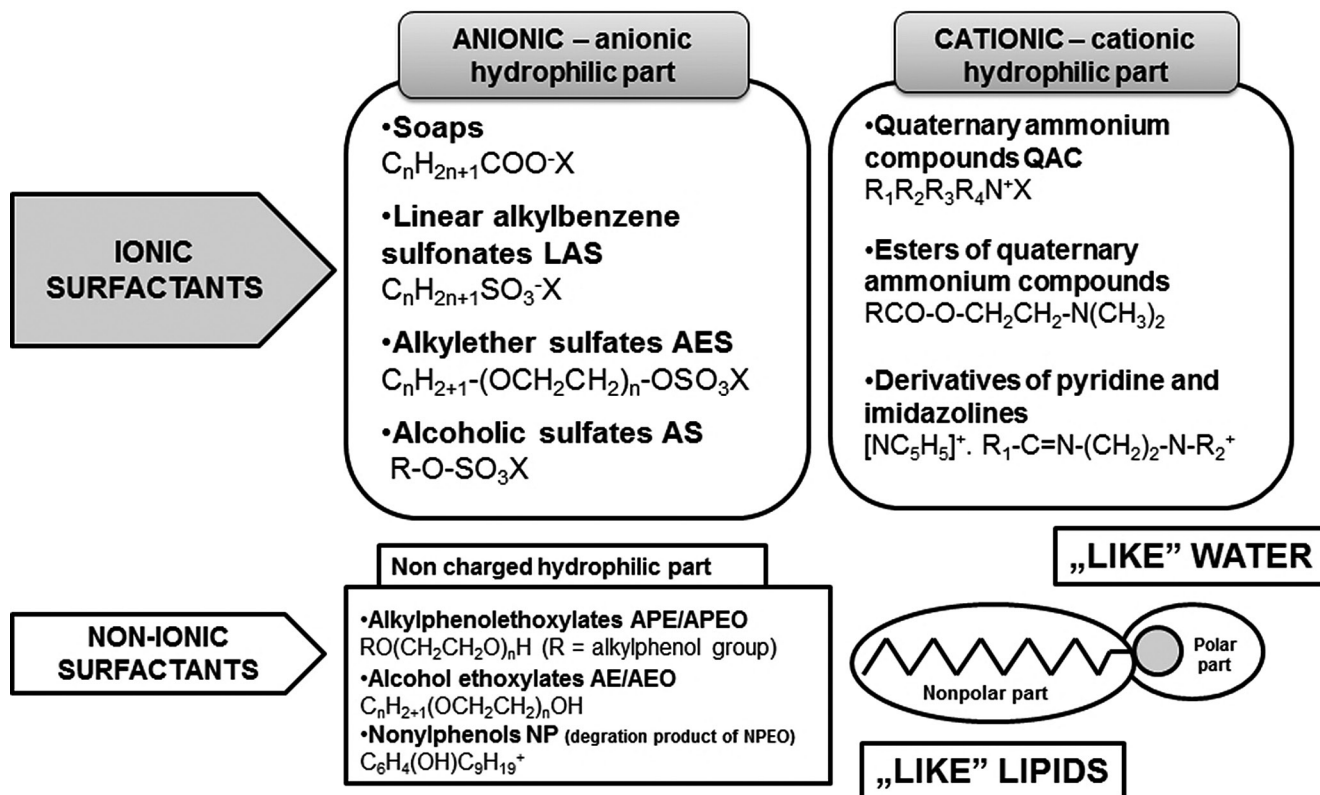 ANIONIC – anionic
hydrophilic part
CATIONIC – cationic
hydrophilic part
IONIC
SURFACTANTS
•Soaps
CₙH₂ₙ₊₁COO⁻X
•Linear alkylbenzene
sulfonates LAS
CₙH₂ₙ₊₁SO₃⁻X
•Alkylether sulfates AES
CₙH₂₊₁-(OCH₂CH₂)ₙ-OSO₃X
•Alcoholic sulfates AS
R-O-SO₃X
•Quaternary ammonium
compounds QAC
R₁R₂R₃R₄N⁺X
•Esters of quaternary
ammonium compounds
RCO-O-CH₂CH₂-N(CH₃)₂
•Derivatives of pyridine and
imidazolines
[NC₅H₅]⁺. R₁-C=N-(CH₂)₂-N-R₂⁺
NON-IONIC
SURFACTANTS
Non charged hydrophilic part
•Alkylphenolethoxylates APE/APEO
RO(CH₂CH₂O)ₙH (R = alkylphenol group)
•Alcohol ethoxylates AE/AEO
CₙH₂₊₁(OCH₂CH₂)ₙOH
•Nonylphenols NP (degration product of NPEO)
C₆H₄(OH)C₉H₁₉⁺
„LIKE” WATER
Polar
part
Nonpolar part
„LIKE” LIPIDS